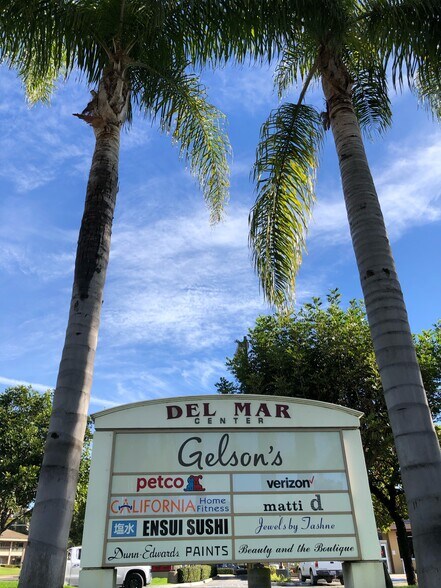 DEL MAR
CENTER
Gelson's
petco
verizon
CALIFORNIA Home Fitness
matti d
塩水 ENSUI SUSHI
Jewels by Tashne
Dunn-Edwards PAINTS
Beauty and the Boutique